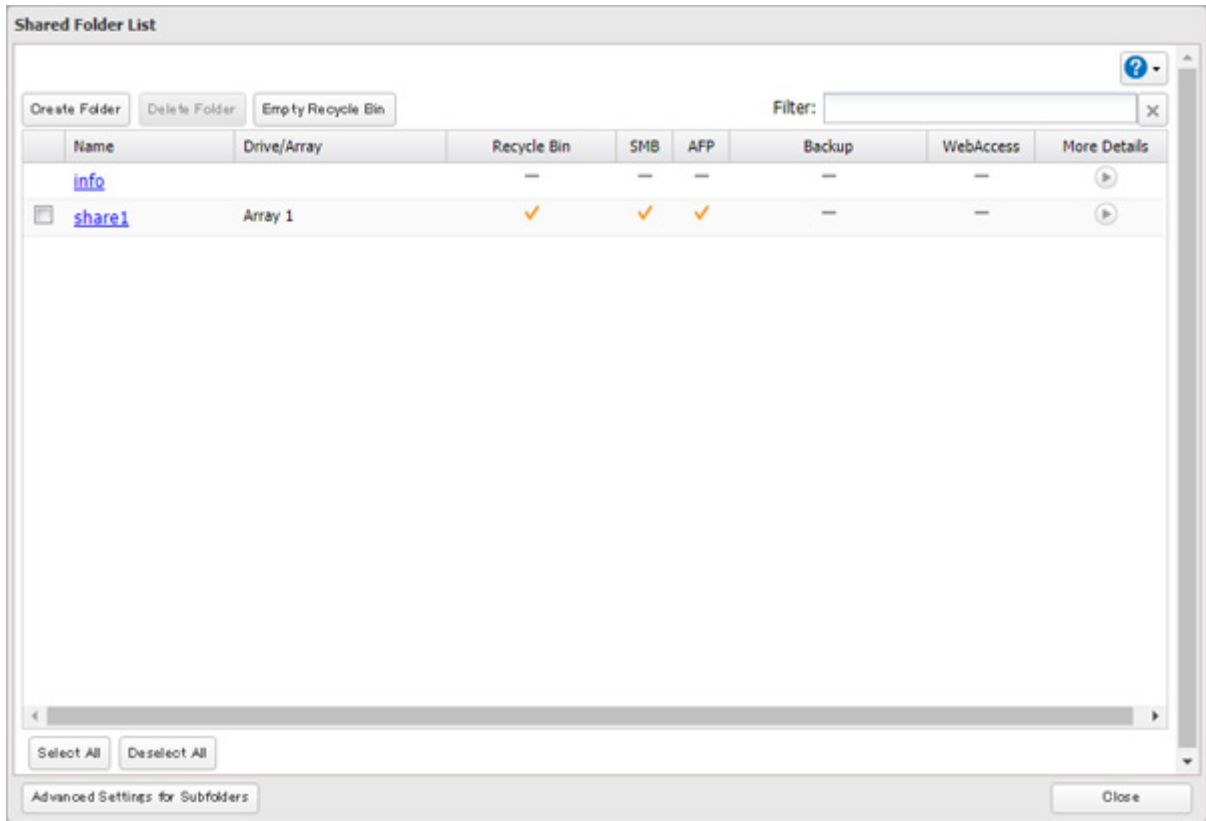 Shared Folder List
?
Create Folder Delete Folder Empty Recycle Bin Filter:
Name Drive/Array Recycle Bin SMB AFP Backup WebAccess More Details
info
share1 Array 1
Select All Deselect All
Advanced Settings for Subfolders Close